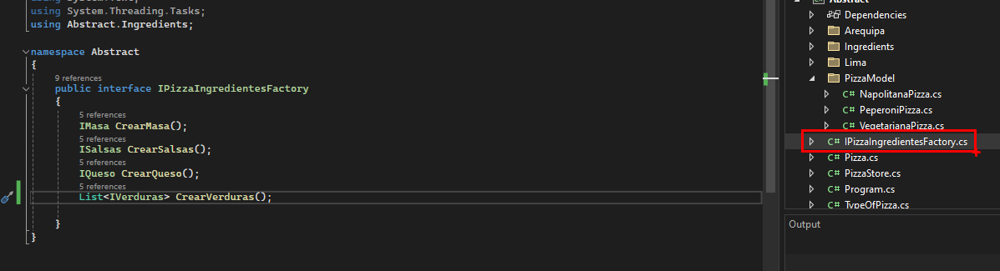 using System.Threading.Tasks;
using Abstract.Ingredients;
namespace Abstract
{
9 references
public interface IPizzaIngredientesFactory
{
5 references
IMasa CrearMasa();
5 references
ISalsas CrearSalsas();
5 references
IQueso CrearQueso();
5 references
List<IVerduras> CrearVerduras();
}
}
Abstract
Dependencies
Arequipa
Ingredients
Lima
PizzaModel
C# NapolitanaPizza.cs
C# PeperoniPizza.cs
C# VegetarianaPizza.cs
C# IPizzaIngredientesFactory.cs
C# Pizza.cs
C# PizzaStore.cs
C# Program.cs
C# TypeOfPizza.cs
Output